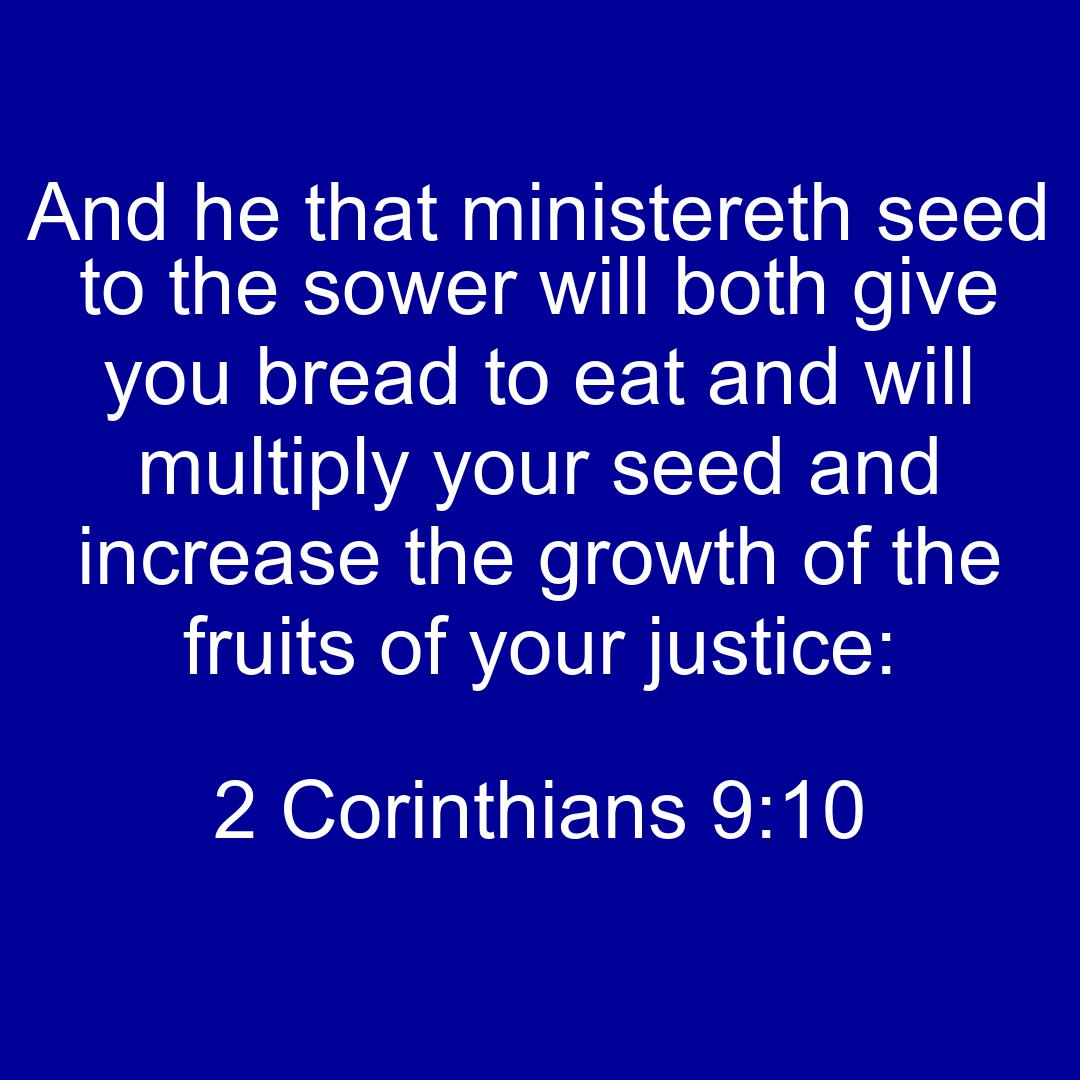 And he that ministereth seed
to the sower will both give
you bread to eat and will
multiply your seed and
increase the growth of the
fruits of your justice:
2 Corinthians 9:10